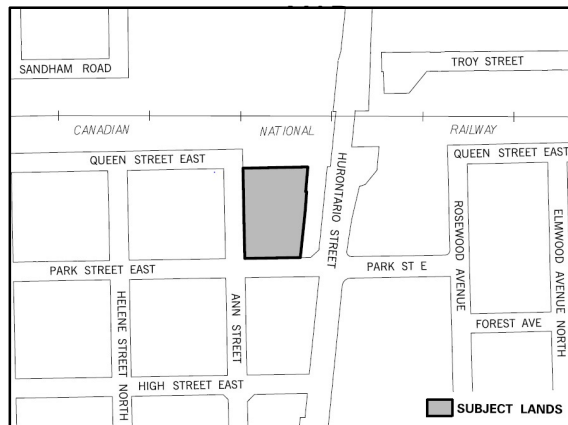 SANDHAM ROAD
TROY STREET
CANADIAN NATIONAL RAILWAY
QUEEN STREET EAST
QUEEN STREET EAST
HURONTARIO STREET
ROSEWOOD AVENUE
ELMWOOD AVENUE NORTH
PARK STREET EAST
PARK ST E
HELENE STREET NORTH
ANN STREET
FOREST AVE
HIGH STREET EAST
SUBJECT LANDS